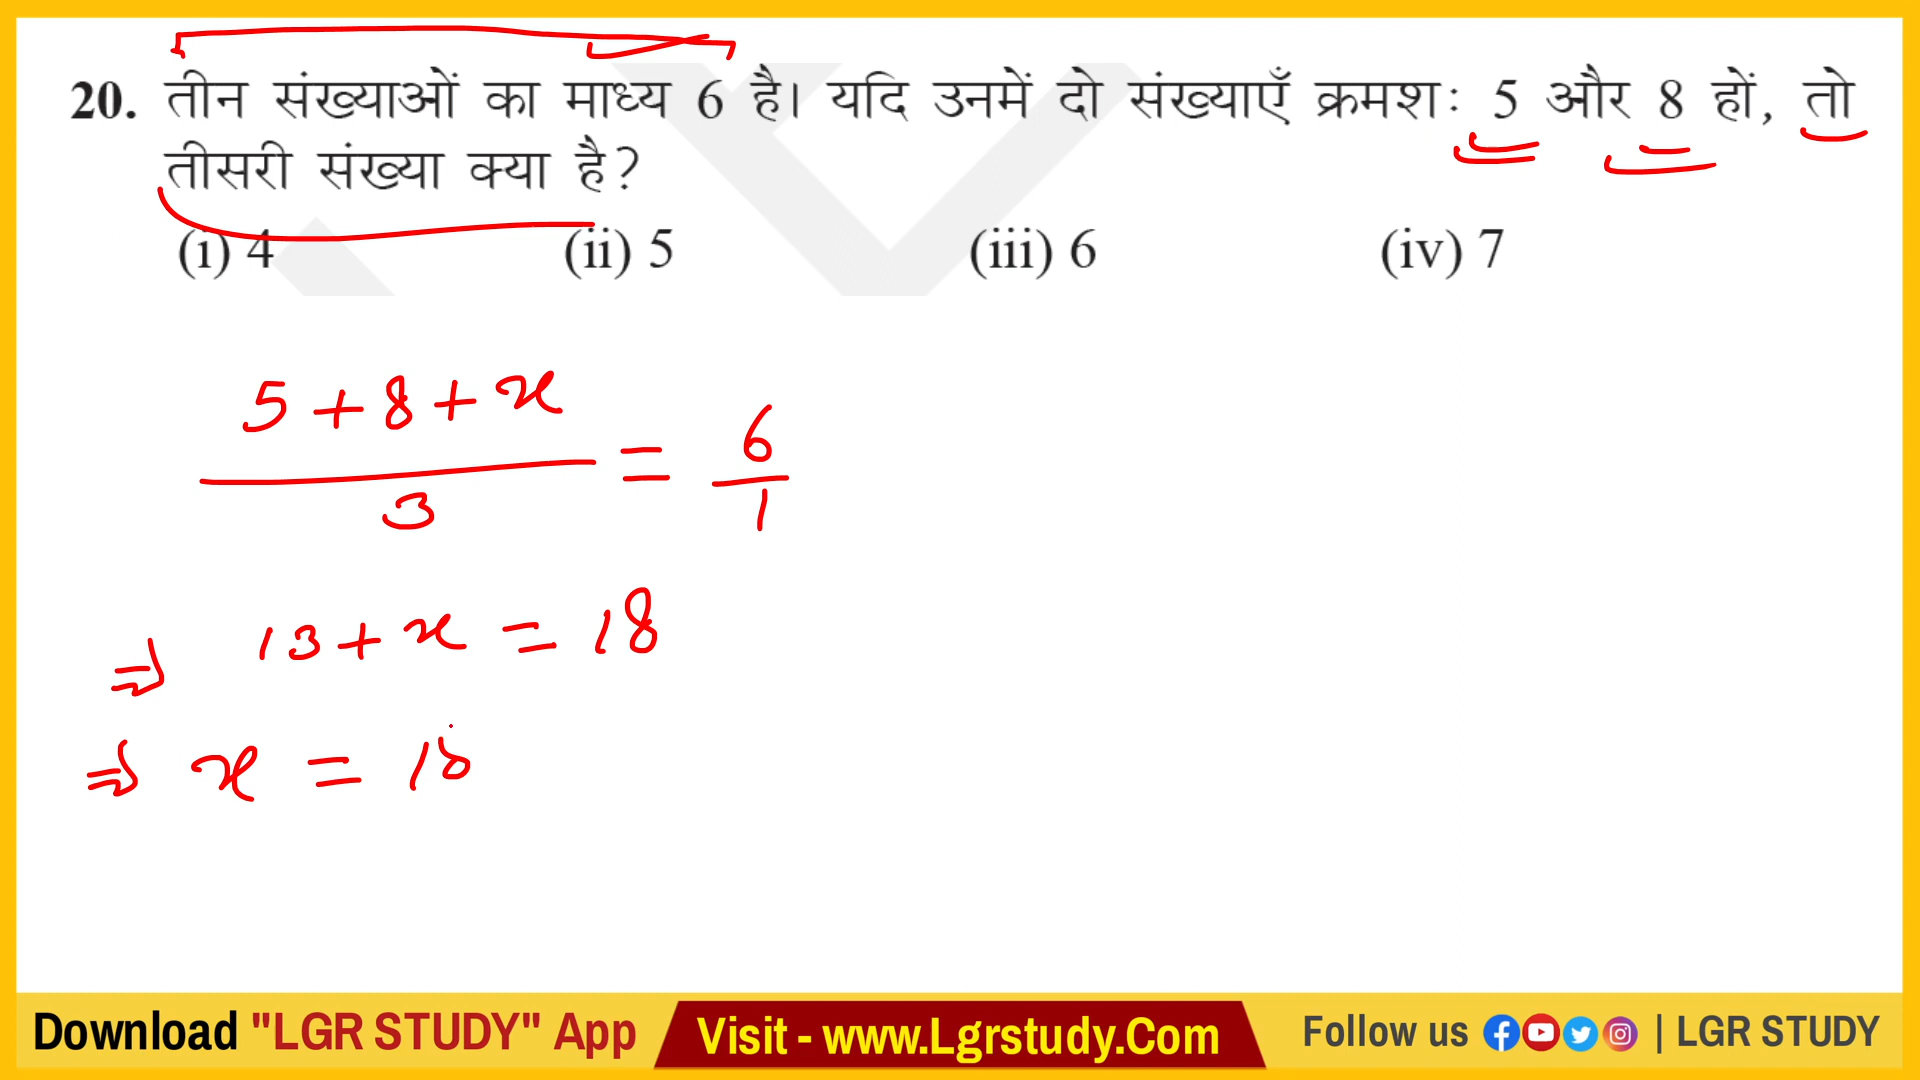 20. तीन संख्याओं का माध्य 6 है। यदि उनमें दो संख्याएँ क्रमशः 5 और 8 हों, तो
तीसरी संख्या क्या है?
(i) 4 (ii) 5 (iii) 6 (iv) 7
5 + 8 + x
3
= 6
1
⇒ 13 + x = 18
⇒ x = 18
Download "LGR STUDY" App Visit - www.Lgrstudy.Com Follow us | LGR STUDY